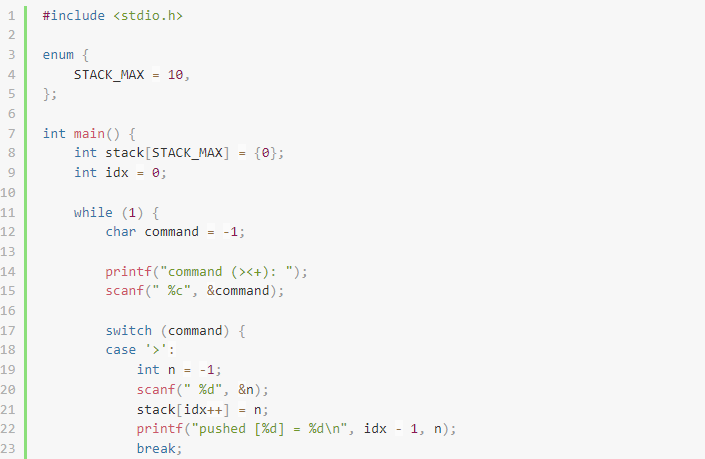 1 #include <stdio.h>
2
3 enum {
4     STACK_MAX = 10,
5 };
6
7 int main() {
8     int stack[STACK_MAX] = {0};
9     int idx = 0;
10
11     while (1) {
12         char command = -1;
13
14         printf("command (><+): ");
15         scanf(" %c", &command);
16
17         switch (command) {
18         case '>':
19             int n = -1;
20             scanf(" %d", &n);
21             stack[idx++] = n;
22             printf("pushed [%d] = %d\n", idx - 1, n);
23             break;